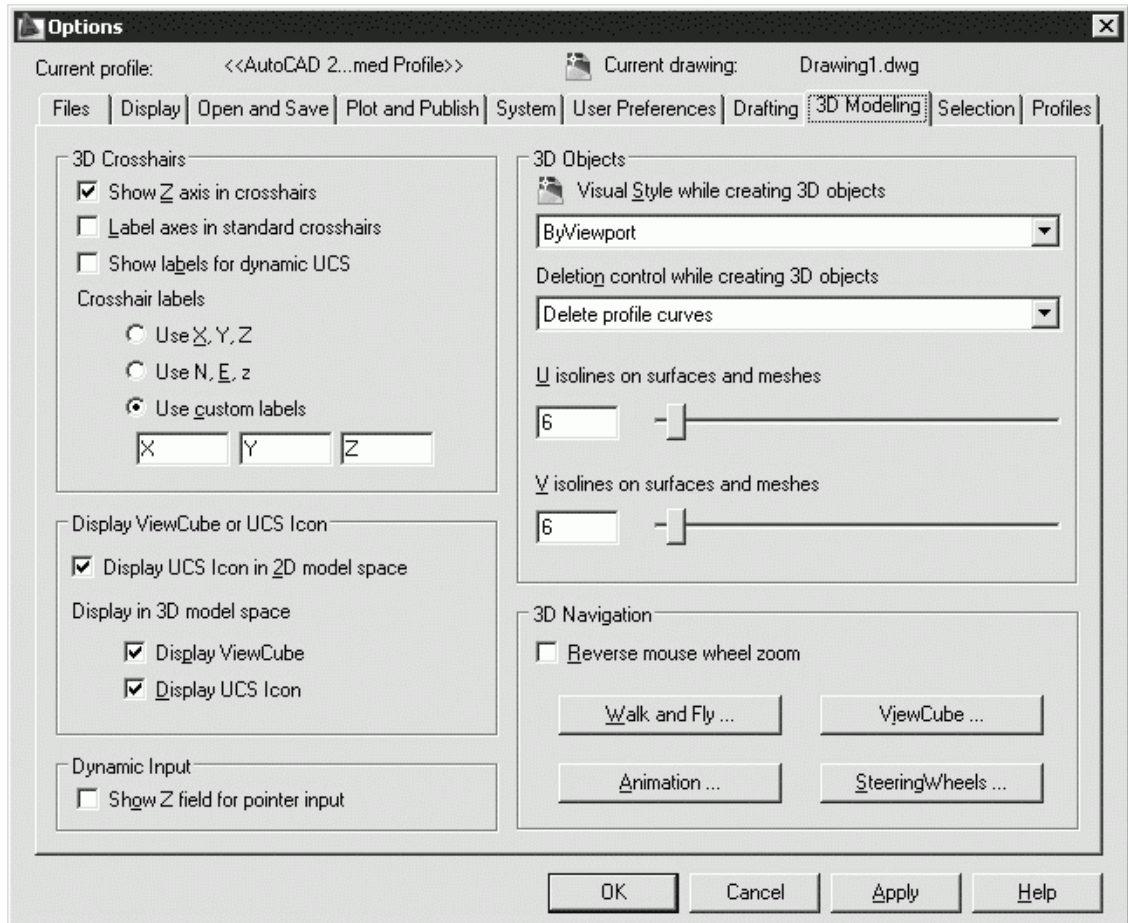 Options
Current profile: <<AutoCAD 2...med Profile>> Current drawing: Drawing1.dwg
Files Display Open and Save Plot and Publish System User Preferences Drafting 3D Modeling Selection Profiles
3D Crosshairs
Show Z axis in crosshairs
Label axes in standard crosshairs
Show labels for dynamic UCS
Crosshair labels
Use X, Y, Z
Use N, E, z
Use custom labels
X Y Z
Display ViewCube or UCS Icon
Display UCS Icon in 2D model space
Display in 3D model space
Display ViewCube
Display UCS Icon
Dynamic Input
Show Z field for pointer input
3D Objects
Visual Style while creating 3D objects
ByViewport
Deletion control while creating 3D objects
Delete profile curves
U isolines on surfaces and meshes
6
V isolines on surfaces and meshes
6
3D Navigation
Reverse mouse wheel zoom
Walk and Fly ... ViewCube ...
Animation ... SteeringWheels ...
OK Cancel Apply Help